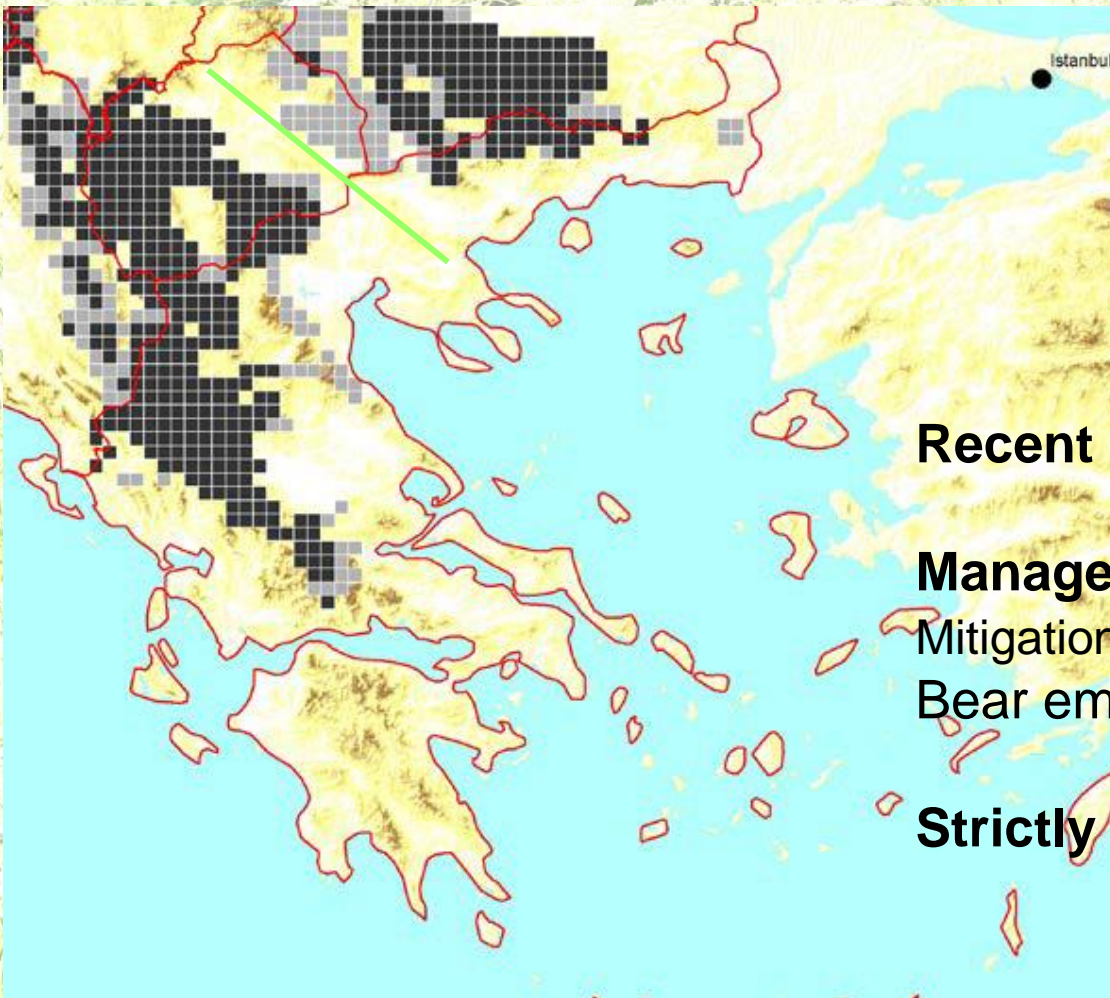 Istanbul
Recent
Manage
Mitigation
Bear em
Strictly